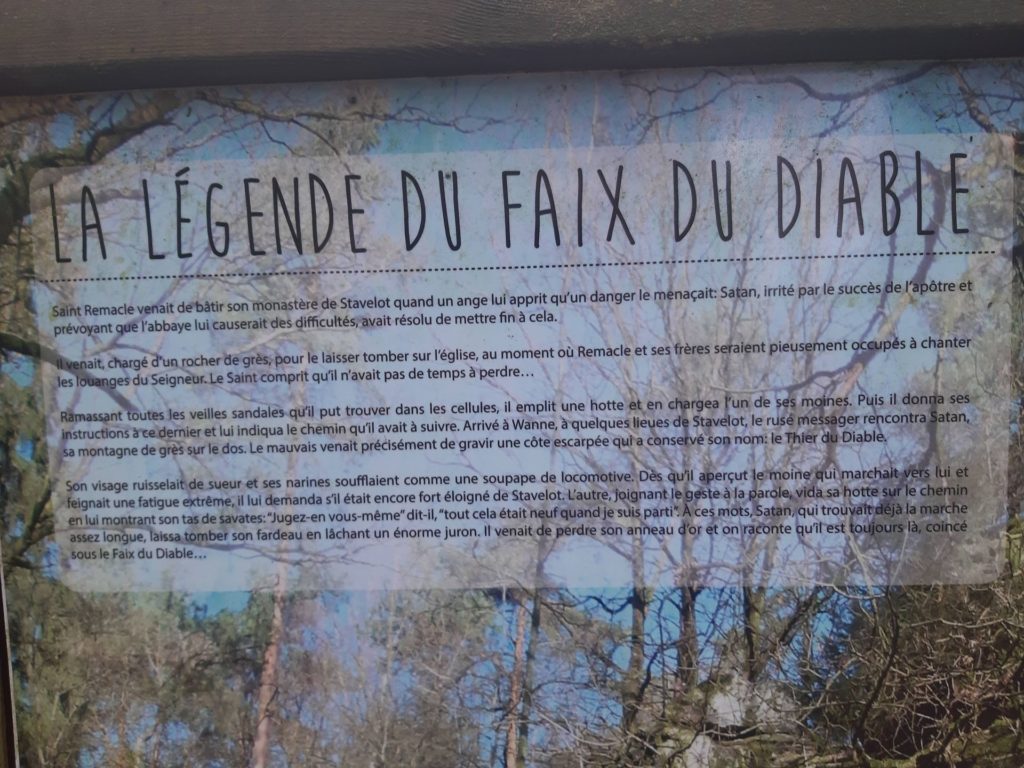 LA LÉGENDE DU FAIX DU DIABLE
Saint Remacle venait de bâtir son monastère de Stavelot quand un ange lui apprit qu'un danger le menaçait: Satan, irrité par le succès de l'apôtre et
prévoyant que l'abbaye lui causerait des difficultés, avait résolu de mettre fin à cela.
Il venait, chargé d'un rocher de grès, pour le laisser tomber sur l'église, au moment où Remacle et ses frères seraient pieusement occupés à chanter
les louanges du Seigneur. Le Saint comprit qu'il n'avait pas de temps à perdre…
Ramassant toutes les veilles sandales qu'il put trouver dans les cellules, il emplit une hotte et en chargea l'un de ses moines. Puis il donna ses
instructions à ce dernier et lui indiqua le chemin qu'il avait à suivre. Arrivé à Wanne, à quelques lieues de Stavelot, le rusé messager rencontra Satan,
sa montagne de grès sur le dos. Le mauvais venait précisément de gravir une côte escarpée qui a conservé son nom: le Thier du Diable.
Son visage ruisselait de sueur et ses narines soufflaient comme une soupape de locomotive. Dès qu'il aperçut le moine qui marchait vers lui et
feignait une fatigue extrême, il lui demanda s'il était encore fort éloigné de Stavelot. L'autre, joignant le geste à la parole, vida sa hotte sur le chemin
en lui montrant son tas de savates: "Jugez-en vous-même" dit-il, "tout cela était neuf quand je suis parti". À ces mots, Satan, qui trouvait déjà la marche
assez longue, laissa tomber son fardeau en lâchant un énorme juron. Il venait de perdre son anneau d'or et on raconte qu'il est toujours là, coincé
sous le Faix du Diable…